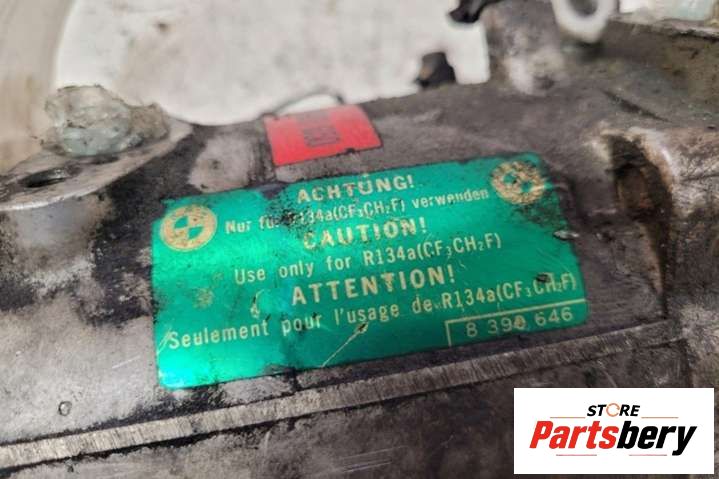 ACHTUNG!
Nur für R134a(CF₃CH₂F) verwenden
CAUTION!
Use only for R134a(CF₃CH₂F)
ATTENTION!
Seulement pour l'usage de R134a(CF₃CH₂F)
8 390 646
STORE
Partsbery